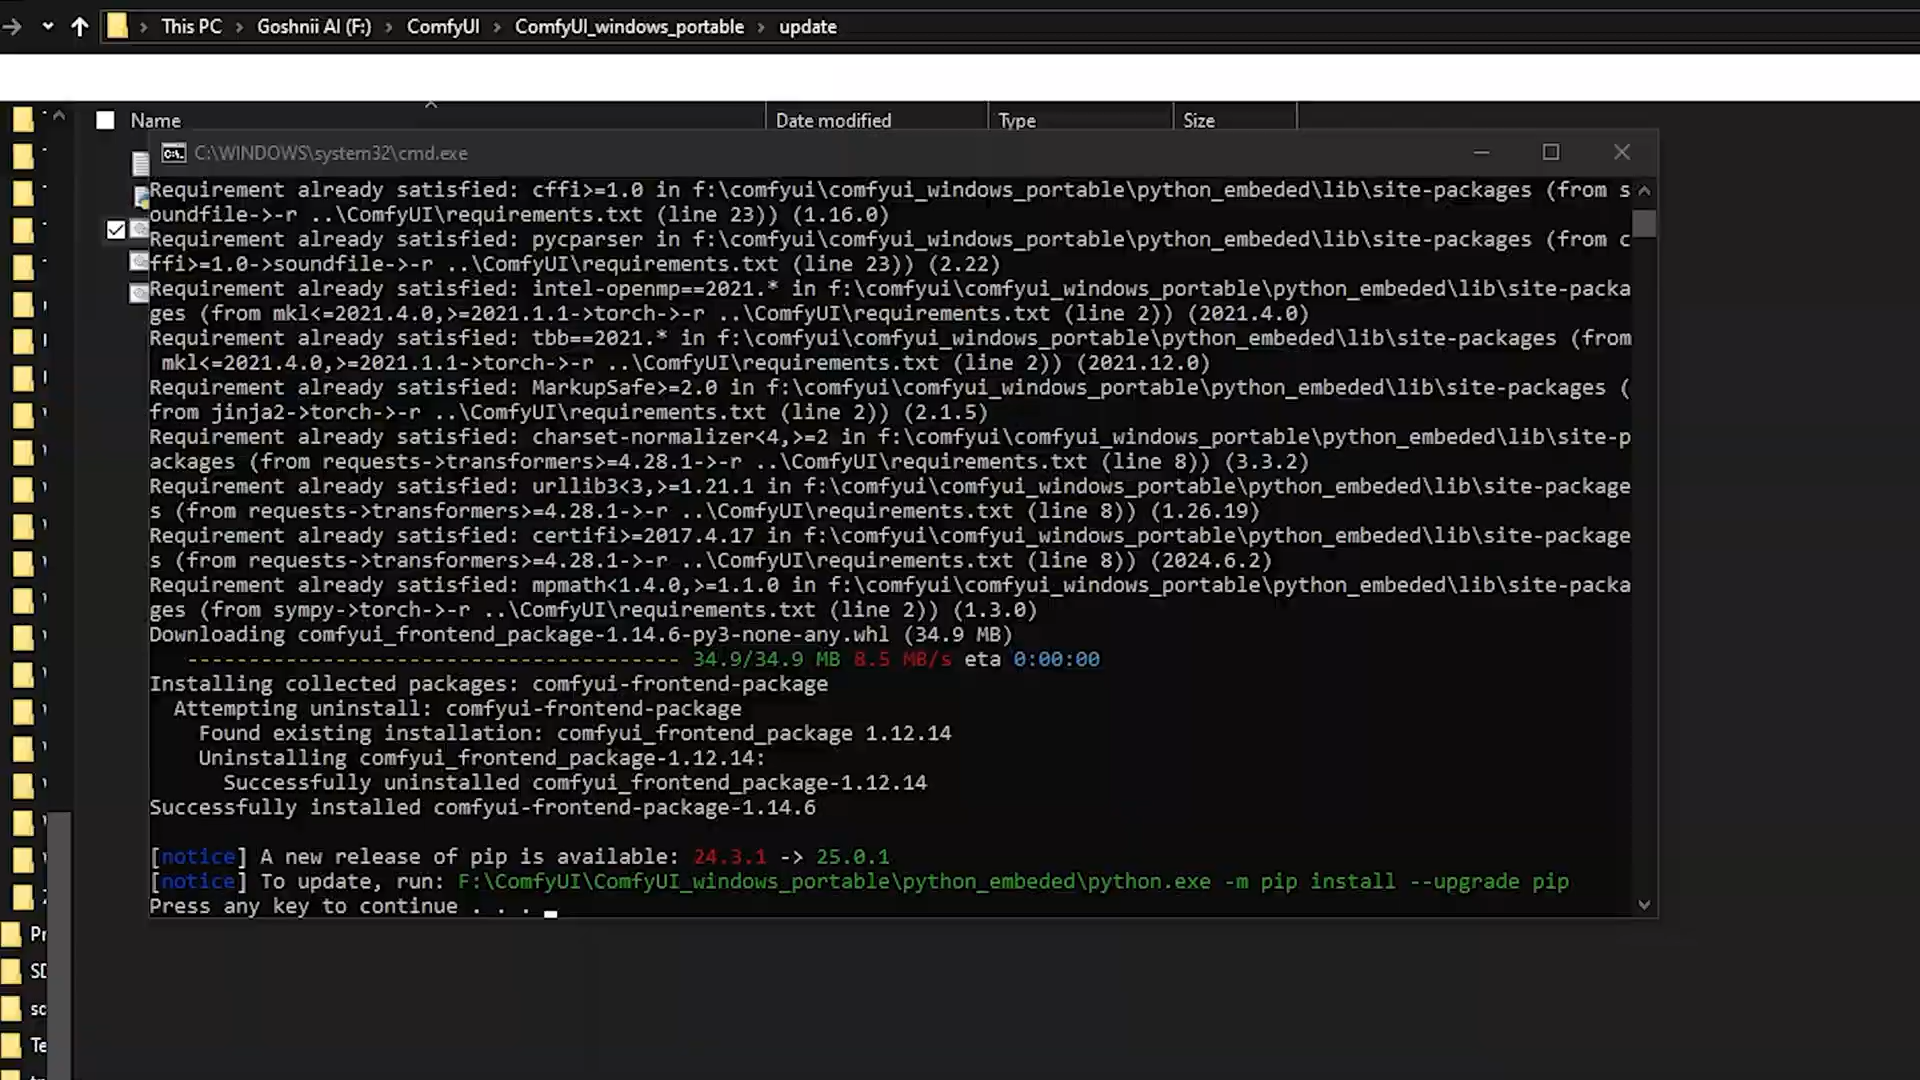 This PC > Goshnii AI (F:) > ComfyUI > ComfyUI_windows_portable > update
Name Date modified Type Size
C:\WINDOWS\system32\cmd.exe
Requirement already satisfied: cffi>=1.0 in f:\comfyui\comfyui_windows_portable\python_embeded\lib\site-packages (from s
oundfile->-r ..\ComfyUI\requirements.txt (line 23)) (1.16.0)
Requirement already satisfied: pycparser in f:\comfyui\comfyui_windows_portable\python_embeded\lib\site-packages (from c
ffi>=1.0->soundfile->-r ..\ComfyUI\requirements.txt (line 23)) (2.22)
Requirement already satisfied: intel-openmp==2021.* in f:\comfyui\comfyui_windows_portable\python_embeded\lib\site-packa
ges (from mkl<=2021.4.0,>=2021.1.1->torch->-r ..\ComfyUI\requirements.txt (line 2)) (2021.4.0)
Requirement already satisfied: tbb==2021.* in f:\comfyui\comfyui_windows_portable\python_embeded\lib\site-packages (from
mkl<=2021.4.0,>=2021.1.1->torch->-r ..\ComfyUI\requirements.txt (line 2)) (2021.12.0)
Requirement already satisfied: MarkupSafe>=2.0 in f:\comfyui\comfyui_windows_portable\python_embeded\lib\site-packages (
from jinja2->torch->-r ..\ComfyUI\requirements.txt (line 2)) (2.1.5)
Requirement already satisfied: charset-normalizer<4,>=2 in f:\comfyui\comfyui_windows_portable\python_embeded\lib\site-p
ackages (from requests->transformers>=4.28.1->-r ..\ComfyUI\requirements.txt (line 8)) (3.3.2)
Requirement already satisfied: urllib3<3,>=1.21.1 in f:\comfyui\comfyui_windows_portable\python_embeded\lib\site-package
s (from requests->transformers>=4.28.1->-r ..\ComfyUI\requirements.txt (line 8)) (1.26.19)
Requirement already satisfied: certifi>=2017.4.17 in f:\comfyui\comfyui_windows_portable\python_embeded\lib\site-package
s (from requests->transformers>=4.28.1->-r ..\ComfyUI\requirements.txt (line 8)) (2024.6.2)
Requirement already satisfied: mpmath<1.4.0,>=1.1.0 in f:\comfyui\comfyui_windows_portable\python_embeded\lib\site-packa
ges (from sympy->torch->-r ..\ComfyUI\requirements.txt (line 2)) (1.3.0)
Downloading comfyui_frontend_package-1.14.6-py3-none-any.whl (34.9 MB)
---------------------------------------- 34.9/34.9 MB 8.5 MB/s eta 0:00:00
Installing collected packages: comfyui-frontend-package
Attempting uninstall: comfyui-frontend-package
Found existing installation: comfyui_frontend_package 1.12.14
Uninstalling comfyui_frontend_package-1.12.14:
Successfully uninstalled comfyui_frontend_package-1.12.14
Successfully installed comfyui-frontend-package-1.14.6
[notice] A new release of pip is available: 24.3.1 -> 25.0.1
[notice] To update, run: F:\ComfyUI\ComfyUI_windows_portable\python_embeded\python.exe -m pip install --upgrade pip
Press any key to continue . . .
Pr
SD
sc
Te